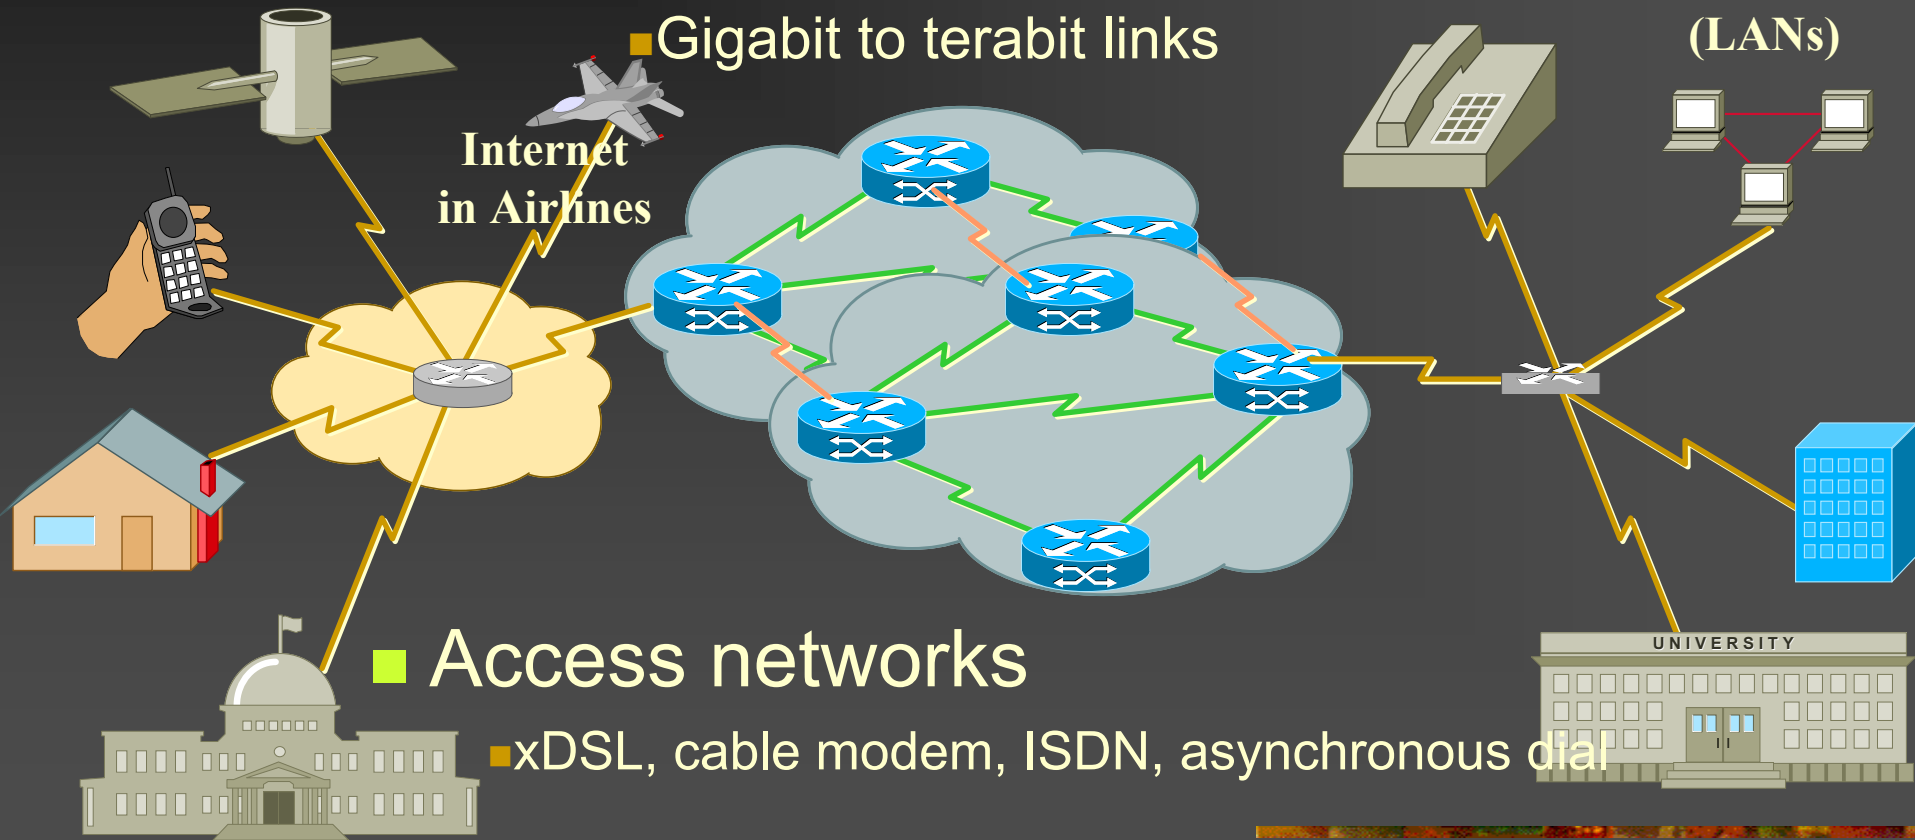 Gigabit to terabit links
(LANs)
Internet
in Airlines
UNIVERSITY
Access networks
xDSL, cable modem, ISDN, asynchronous dial